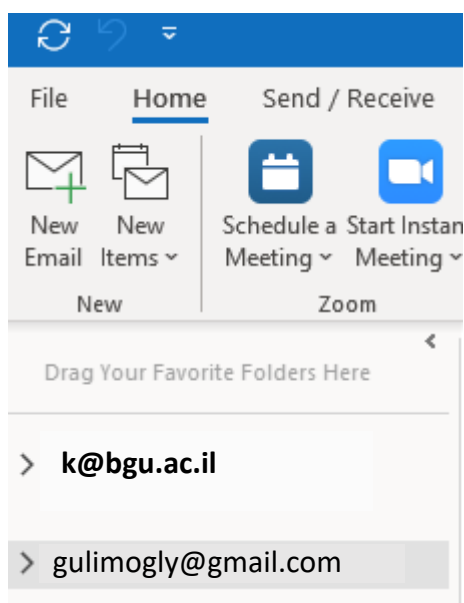 File Home Send / Receive
New New Schedule a Start Instan
Email Items Meeting Meeting
New Zoom
Drag Your Favorite Folders Here
k@bgu.ac.il
gulimogly@gmail.com